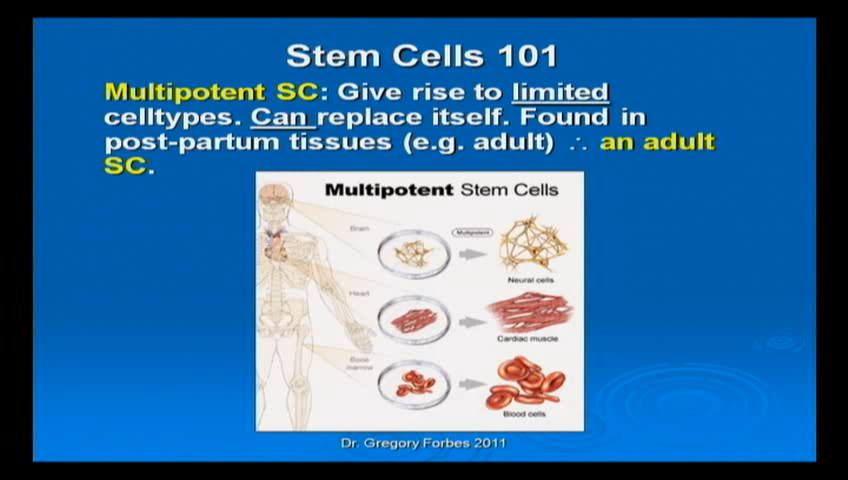 Stem Cells 101
Multipotent SC: Give rise to limited
celltypes. Can replace itself. Found in
post-partum tissues (e.g. adult) ∴ an adult
SC.
Multipotent Stem Cells
Brain
Multipotent
Neural cells
Heart
Cardiac muscle
Bone
marrow
Blood cells
Dr. Gregory Forbes 2011